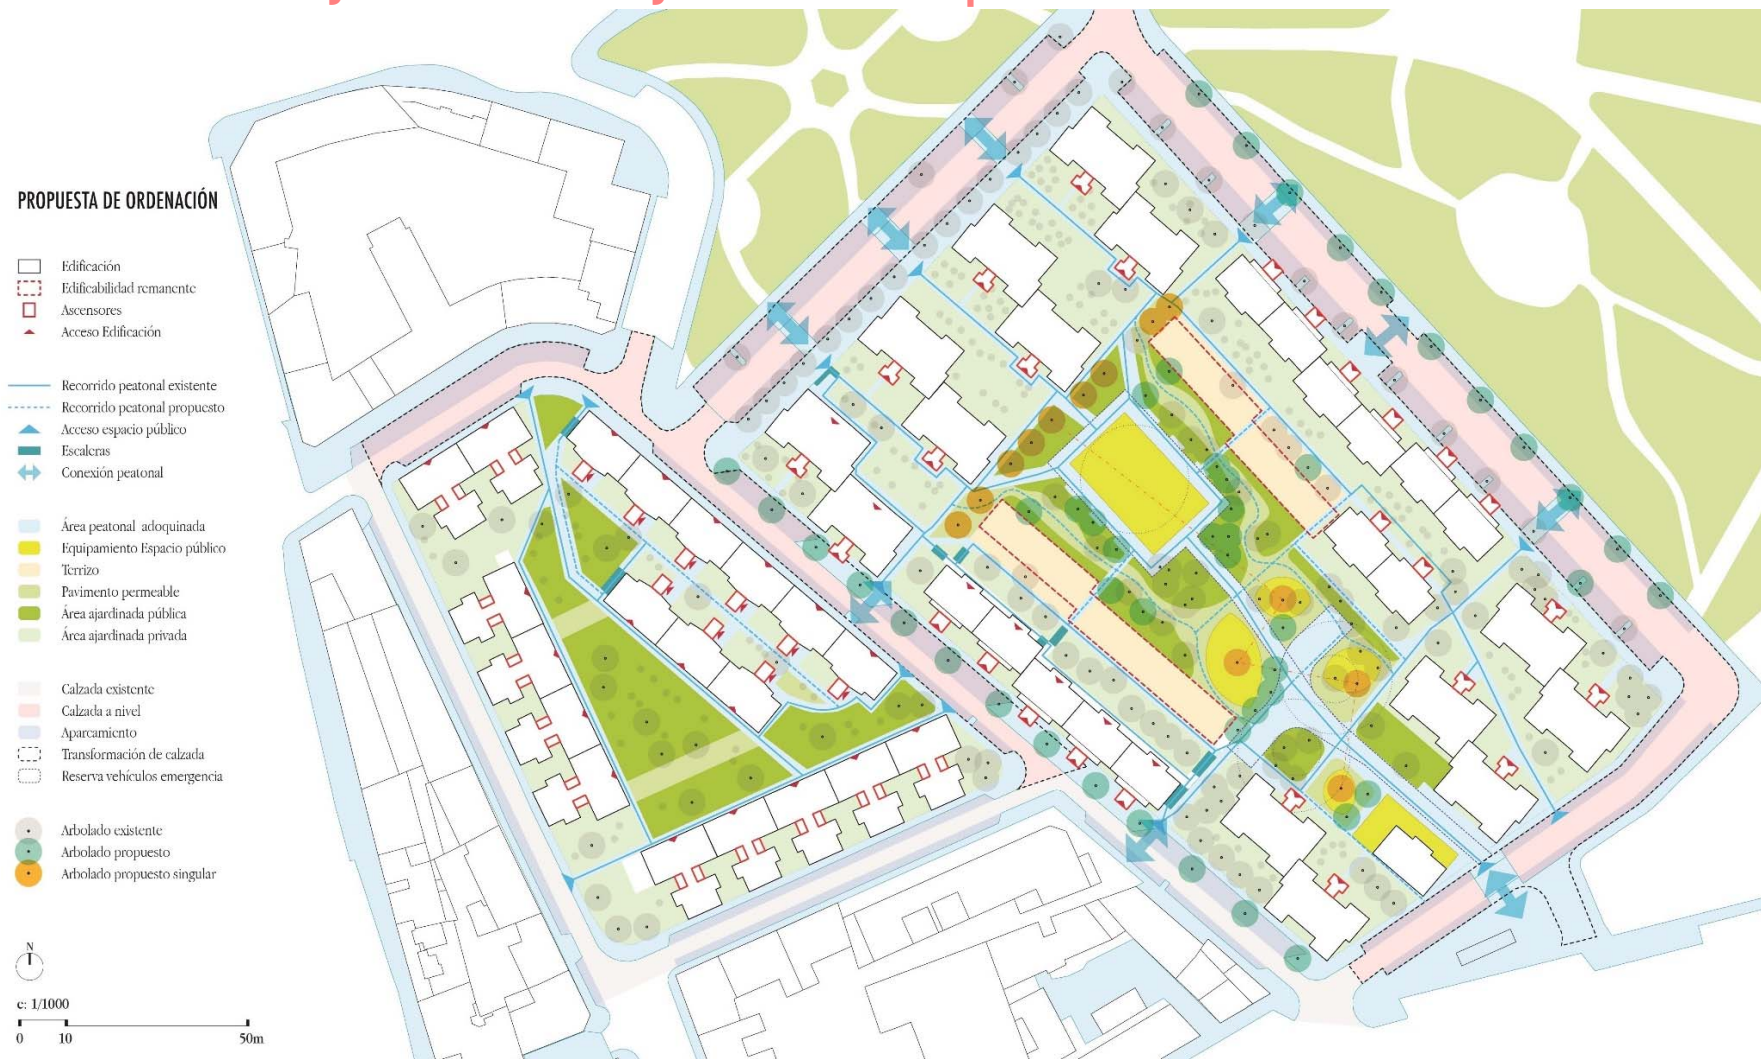 PROPUESTA DE ORDENACIÓN
Edificación
Edificabilidad remanente
Ascensores
Acceso Edificación
Recorrido peatonal existente
Recorrido peatonal propuesto
Acceso espacio público
Escaleras
Conexión peatonal
Área peatonal adoquinada
Equipamiento Espacio público
Terrizo
Pavimento permeable
Área ajardinada pública
Área ajardinada privada
Calzada existente
Calzada a nivel
Aparcamiento
Transformación de calzada
Reserva vehículos emergencia
Arbolado existente
Arbolado propuesto
Arbolado propuesto singular
N
c: 1/1000
0 10 50m